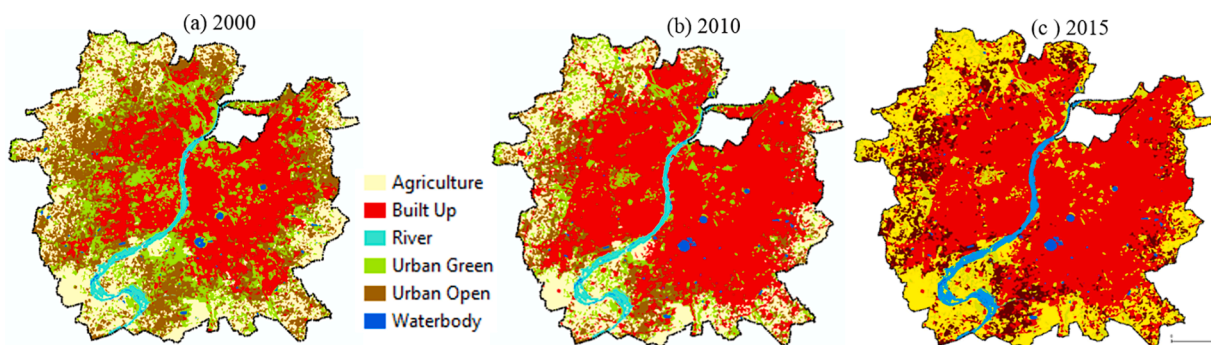 (a) 2000
(b) 2010
(c ) 2015
Agriculture
Built Up
River
Urban Green
Urban Open
Waterbody